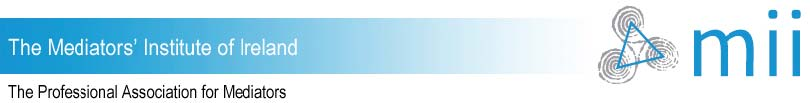 The Mediators' Institute of Ireland
mii
The Professional Association for Mediators